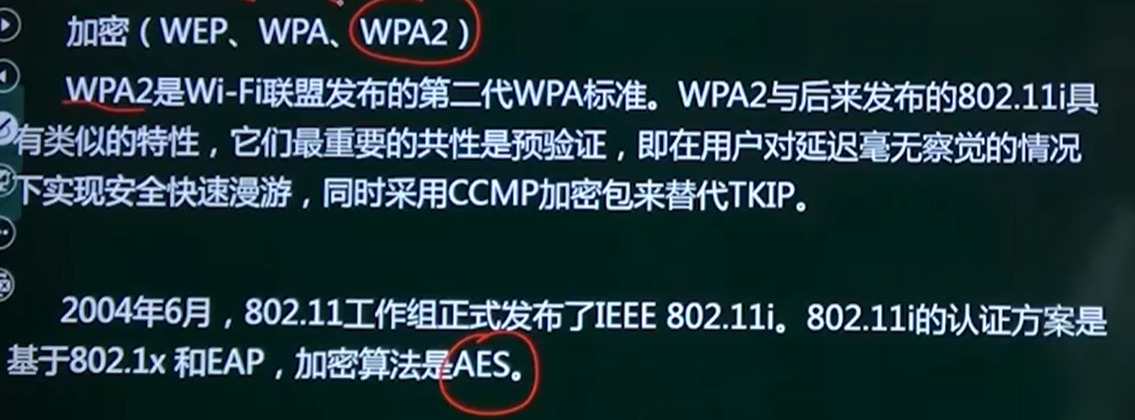 加密（WEP、WPA、WPA2）
WPA2是Wi-Fi联盟发布的第二代WPA标准。WPA2与后来发布的802.11i具
有类似的特性，它们最重要的共性是预验证，即在用户对延迟毫无察觉的情况
下实现安全快速漫游，同时采用CCMP加密包来替代TKIP。
2004年6月，802.11工作组正式发布了IEEE 802.11i。802.11i的认证方案是
基于802.1x 和EAP，加密算法是AES。